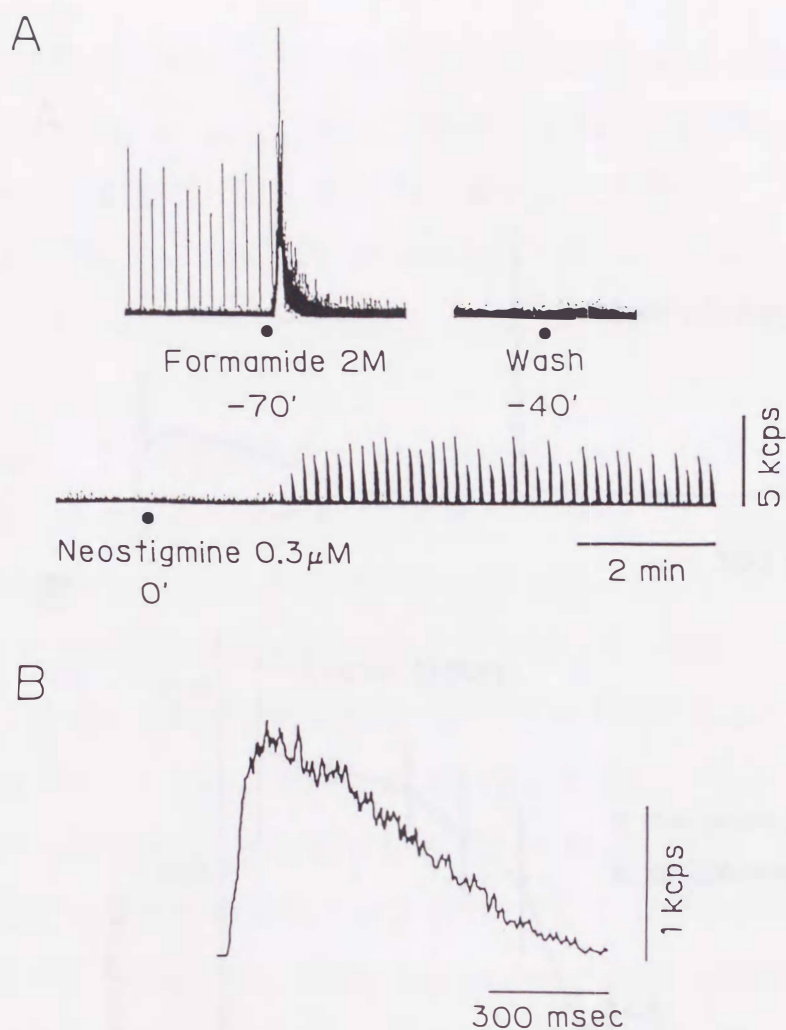 A
Formamide 2M
-70'
Wash
-40'
5 kcps
Neostigmine 0.3μM
0'
2 min
B
1 kcps
300 msec